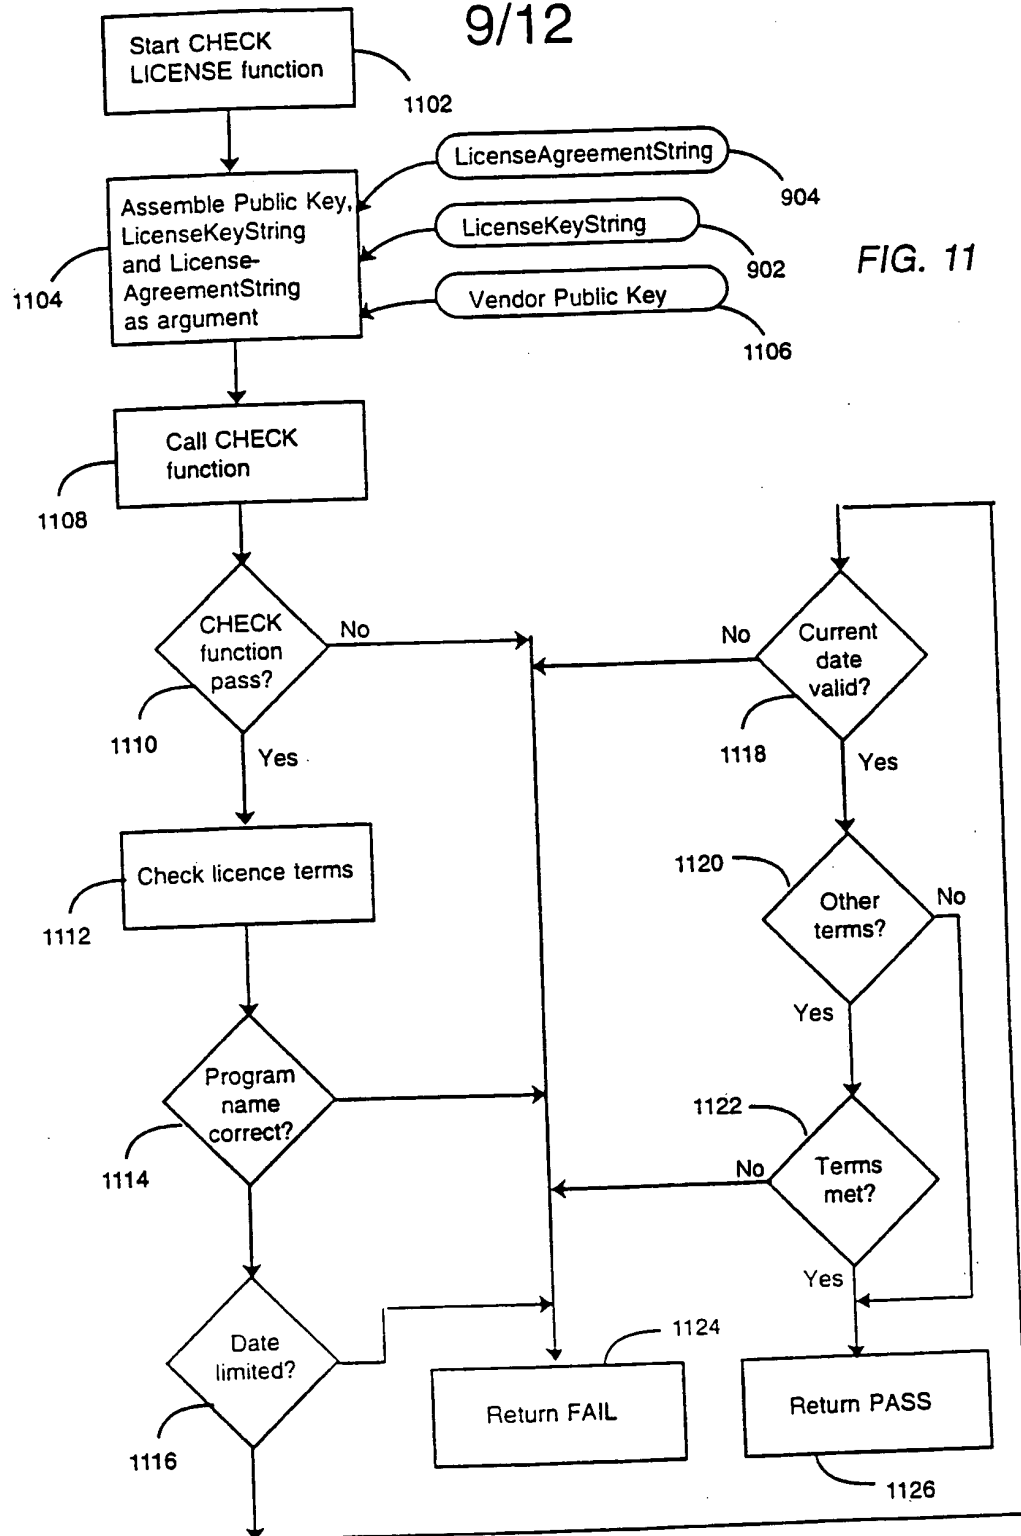 9/12
Start CHECK
LICENSE function
1102
LicenseAgreementString
904
Assemble Public Key,
LicenseKeyString
and License-
AgreementString
as argument
1104
LicenseKeyString
902
FIG. 11
Vendor Public Key
1106
Call CHECK
function
1108
CHECK
function
pass?
No
1110
Yes
No
Current
date
valid?
1118
Yes
Check licence terms
1112
1120
Other
terms?
No
Yes
Program
name
correct?
1114
1122
Terms
met?
No
Yes
Date
limited?
1116
1124
Return FAIL
Return PASS
1126